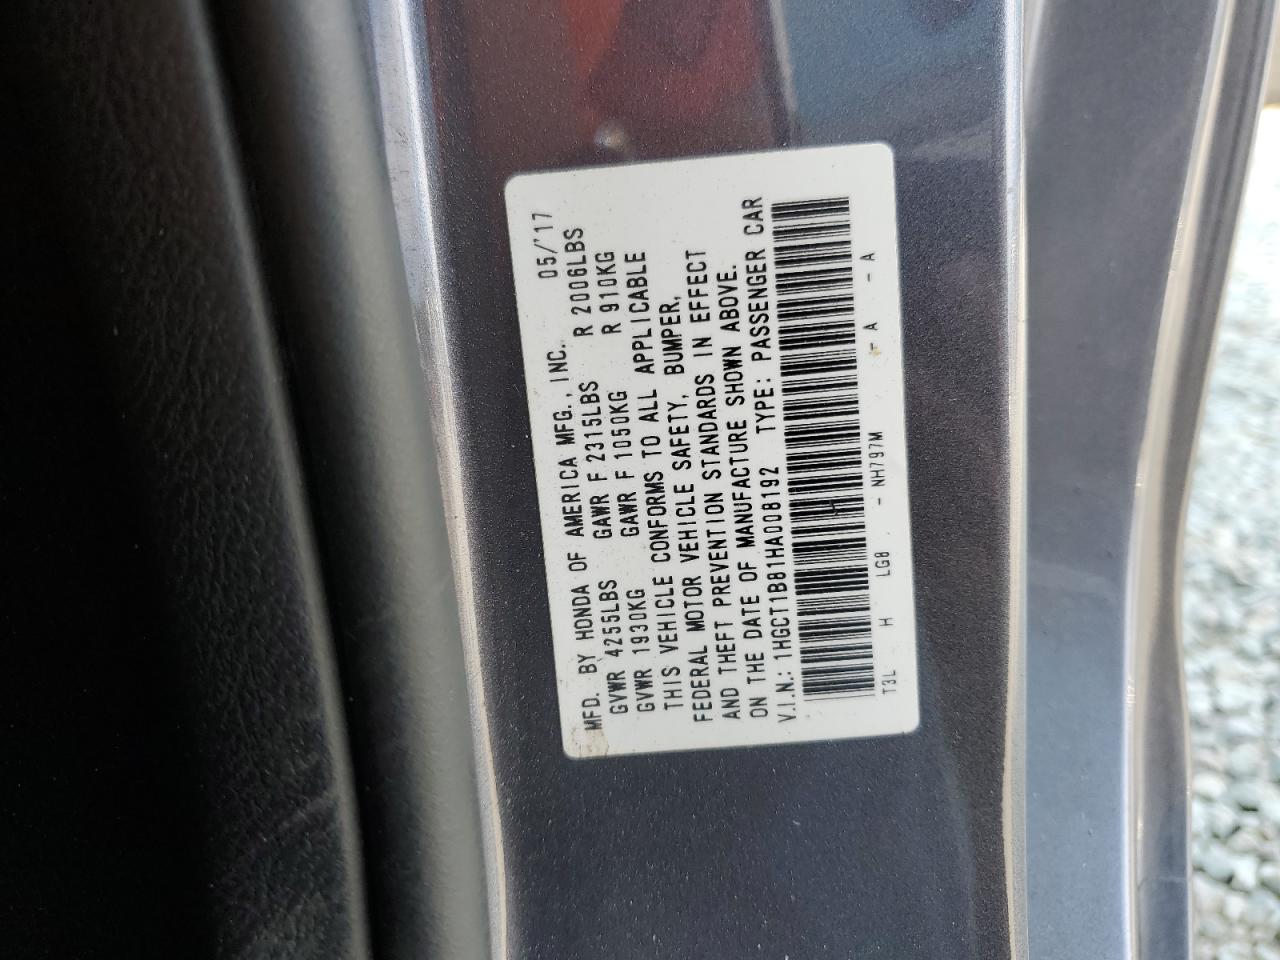 MFD. BY HONDA OF AMERICA MFG., INC. 05/'17
GVWR 4255LBS GAWR F 2315LBS R 2006LBS
GVWR 1930KG GAWR F 1050KG R 910KG
THIS VEHICLE CONFORMS TO ALL APPLICABLE
FEDERAL MOTOR VEHICLE SAFETY, BUMPER,
AND THEFT PREVENTION STANDARDS IN EFFECT
ON THE DATE OF MANUFACTURE SHOWN ABOVE.
V.I.N.: 1HGCT1B81HA008192 TYPE: PASSENGER CAR
T3L H LG8 - NH797M - A - A